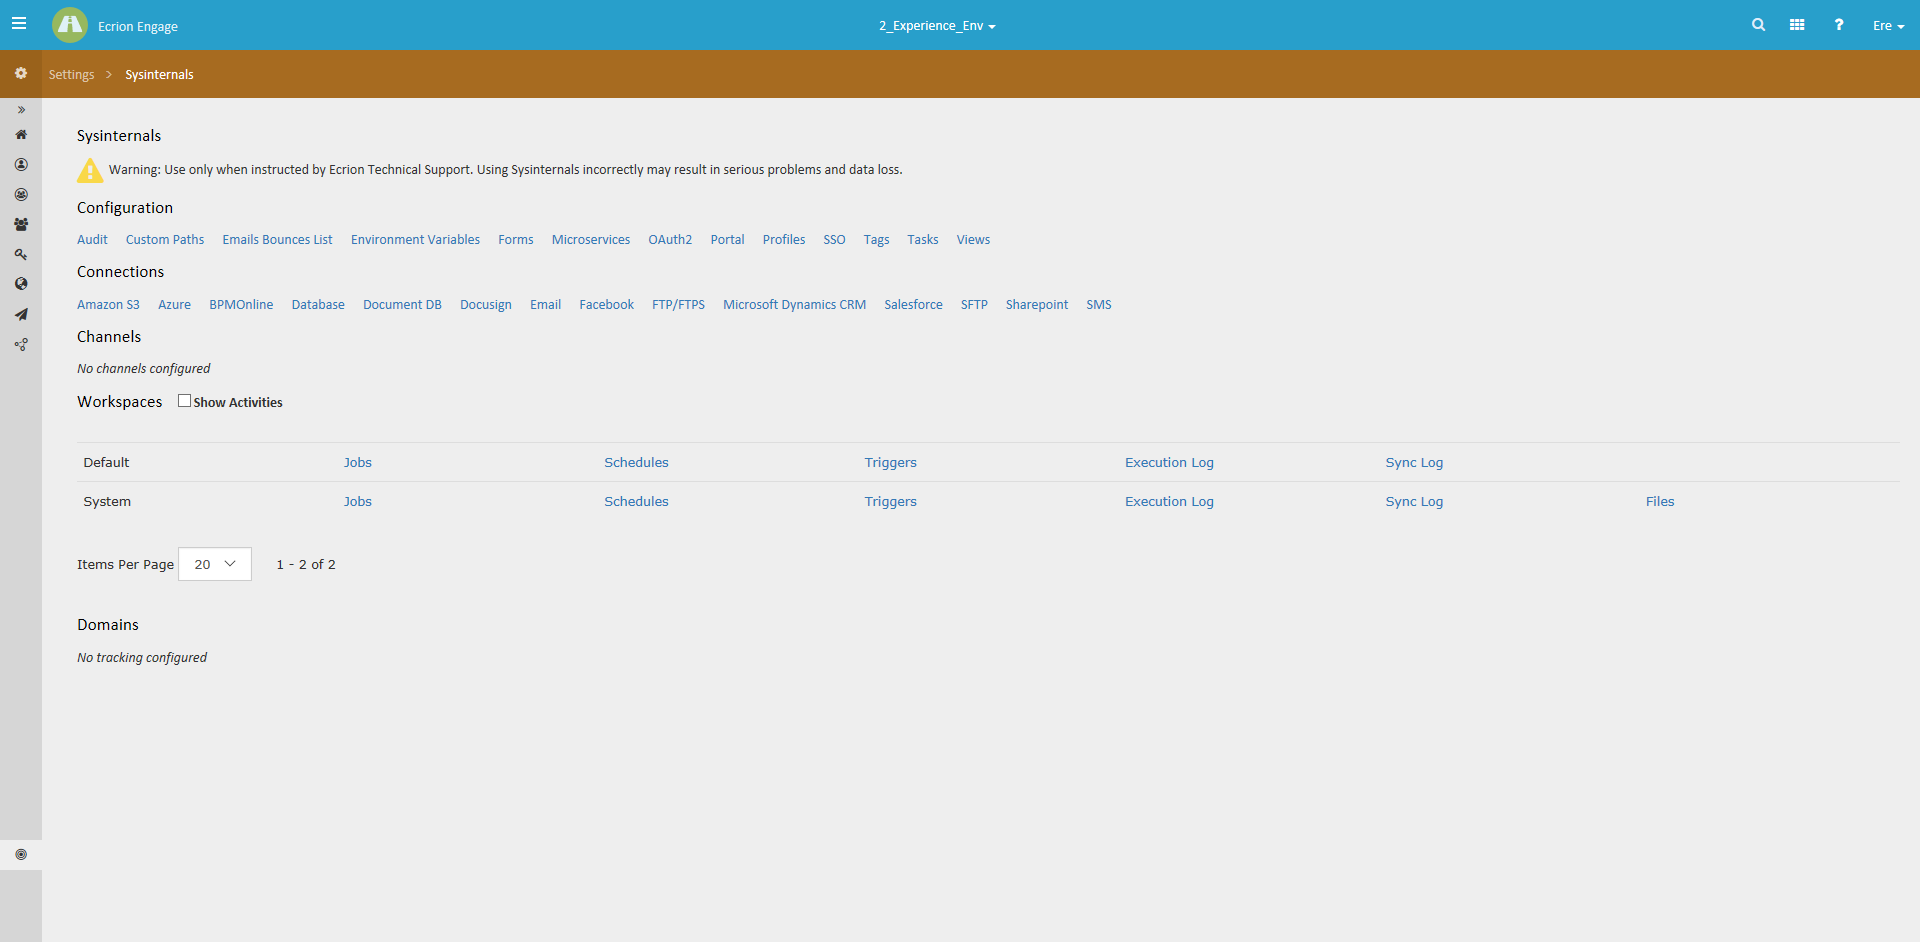 Ecrion Engage 2_Experience_Env ? Ere
Settings > Sysinternals
Sysinternals
Warning: Use only when instructed by Ecrion Technical Support. Using Sysinternals incorrectly may result in serious problems and data loss.
Configuration
Audit Custom Paths Emails Bounces List Environment Variables Forms Microservices OAuth2 Portal Profiles SSO Tags Tasks Views
Connections
Amazon S3 Azure BPMOnline Database Document DB Docusign Email Facebook FTP/FTPS Microsoft Dynamics CRM Salesforce SFTP Sharepoint SMS
Channels
No channels configured
Workspaces Show Activities
Default Jobs Schedules Triggers Execution Log Sync Log
System Jobs Schedules Triggers Execution Log Sync Log Files
Items Per Page 20 1 - 2 of 2
Domains
No tracking configured